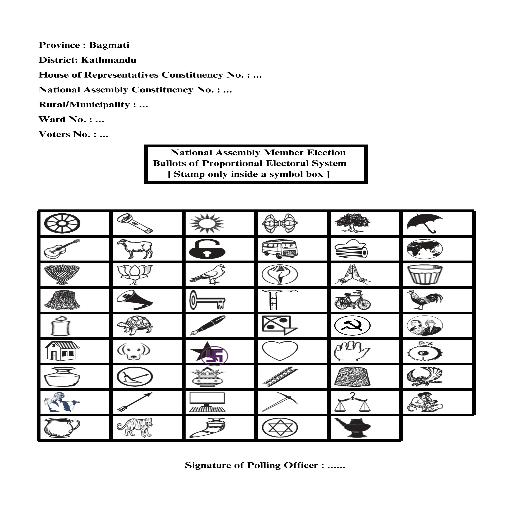 Province : Bagmati
District: Kathmandu
House of Representatives Constituency No. : ...
National Assembly Constituency No. : ...
Rural/Municipality : ...
Ward No. : ...
Voters No. : ...
National Assembly Member Election
Ballots of Proportional Electoral System
[ Stamp only inside a symbol box ]
Signature of Polling Officer : ......